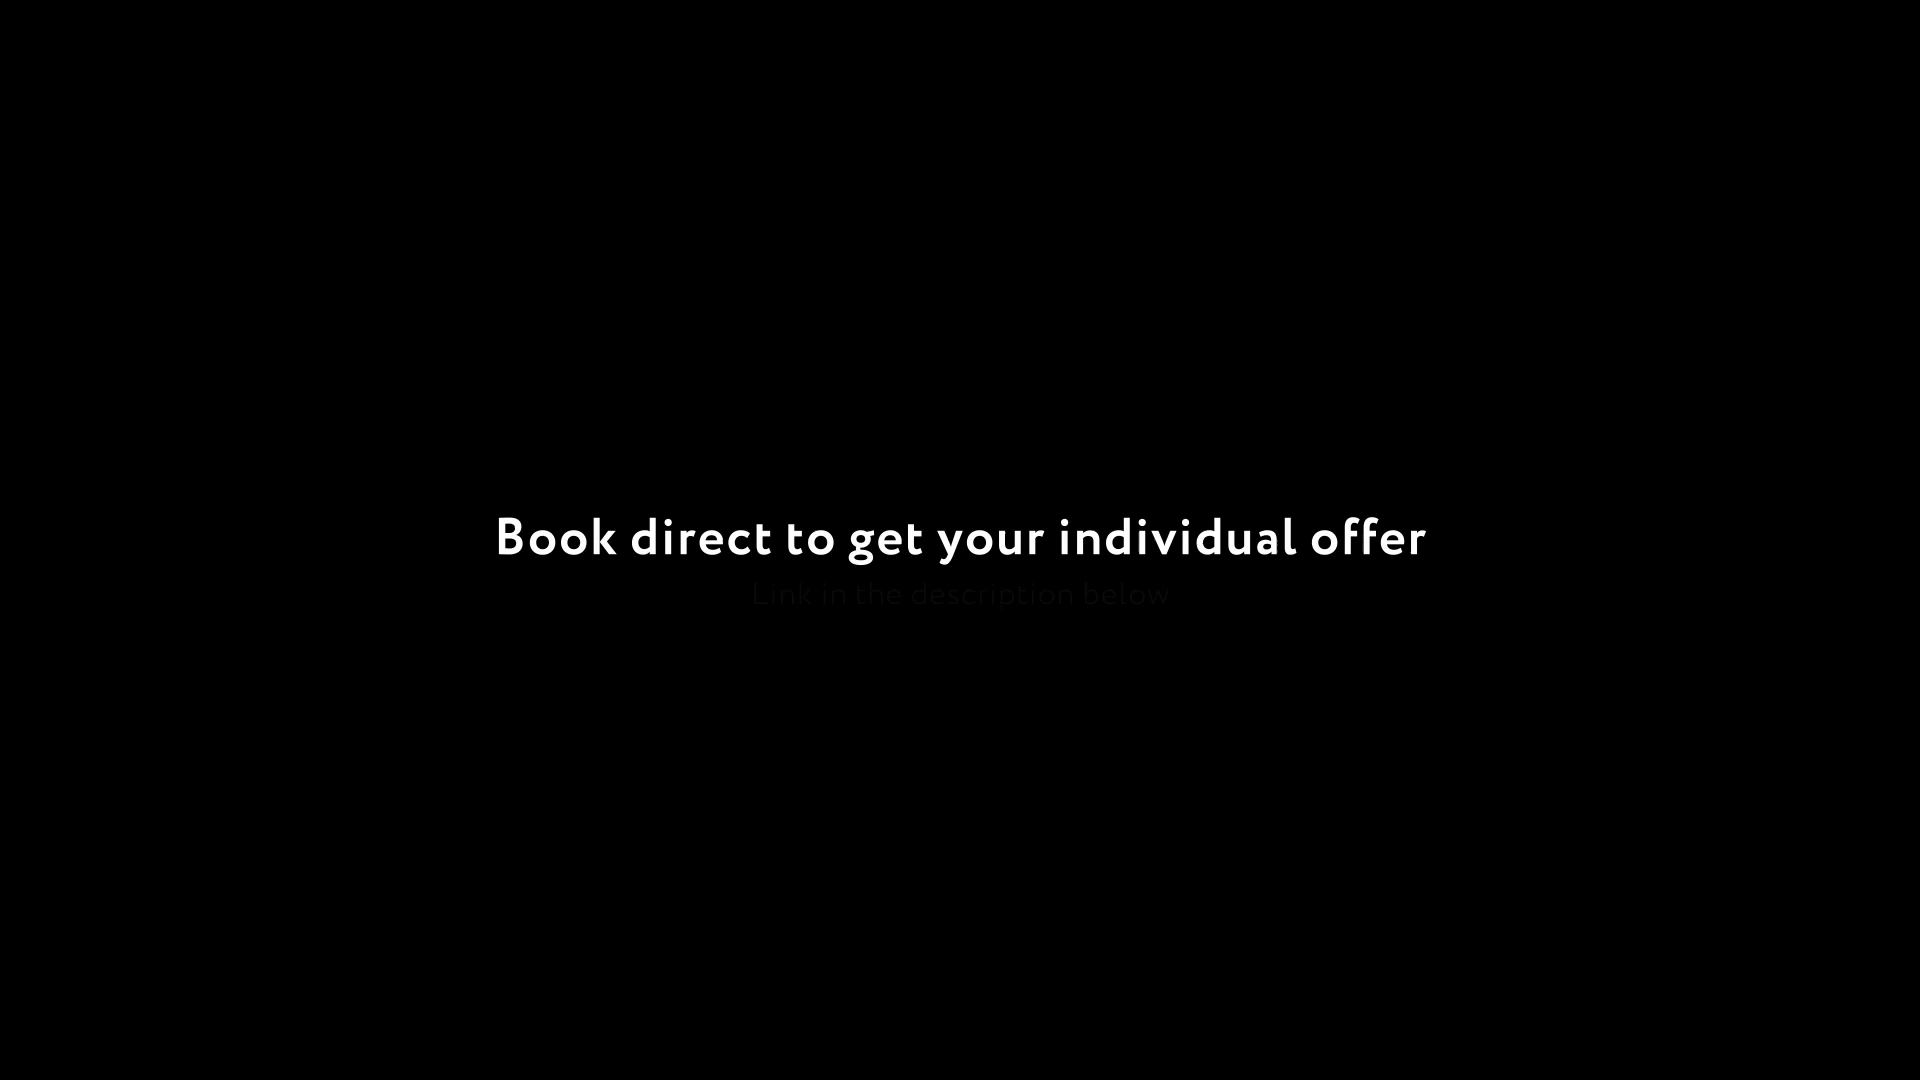 Book direct to get your individual offer
Link in the description below